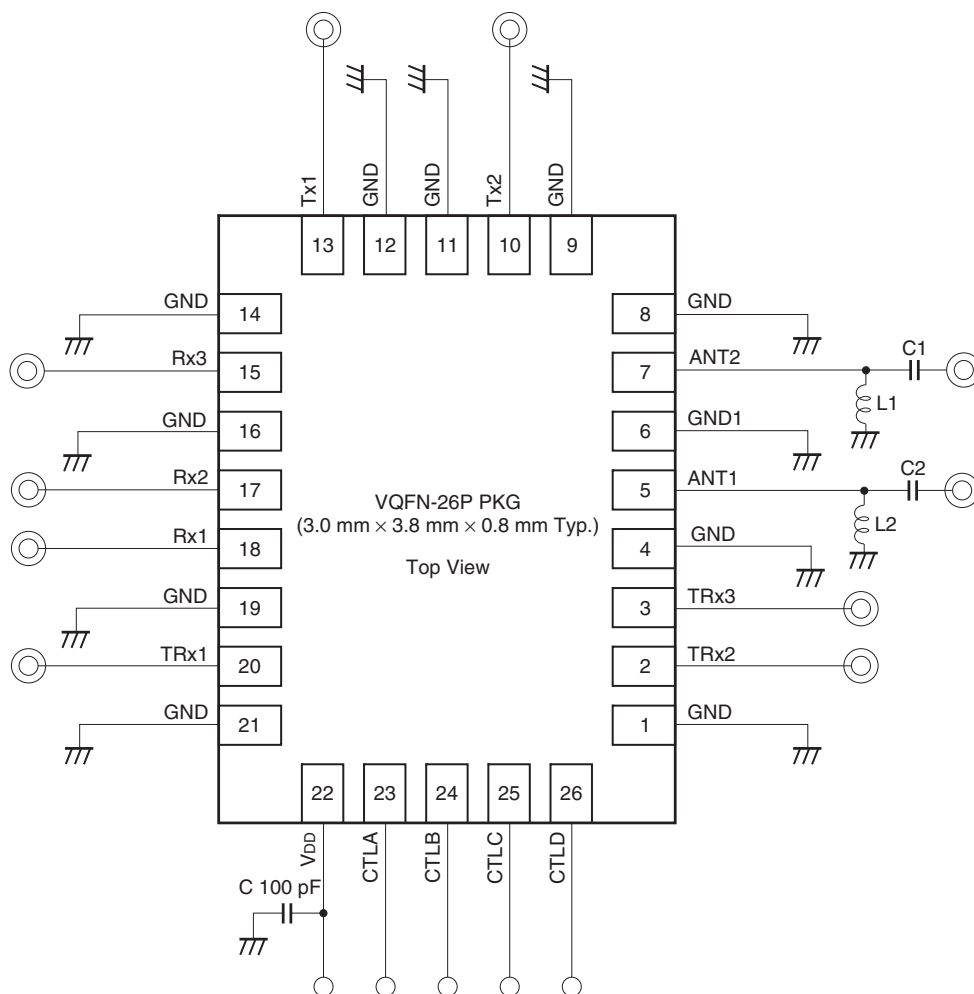 Tx1
GND
GND
Tx2
GND
13
12
11
10
9
GND
14
8
GND
Rx3
15
7
ANT2
C1
L1
GND
16
6
GND1
Rx2
17
5
ANT1
C2
L2
VQFN-26P PKG
(3.0 mm × 3.8 mm × 0.8 mm Typ.)
Top View
Rx1
18
4
GND
GND
19
3
TRx3
TRx1
20
2
TRx2
GND
21
1
GND
22
23
24
25
26
VDD
CTLA
CTLB
CTLC
CTLD
C 100 pF